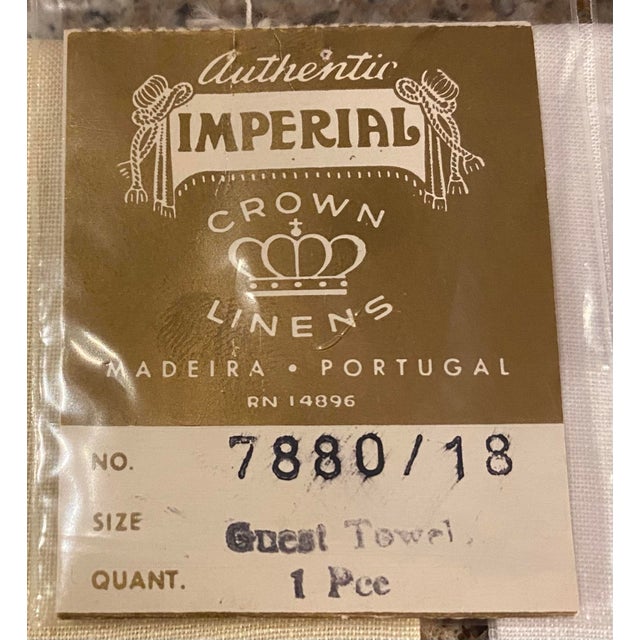 Authentic
IMPERIAL
CROWN
LINENS
MADEIRA • PORTUGAL
RN 14896
NO. 7880/18
SIZE Guest Towel.
QUANT. 1 Pce